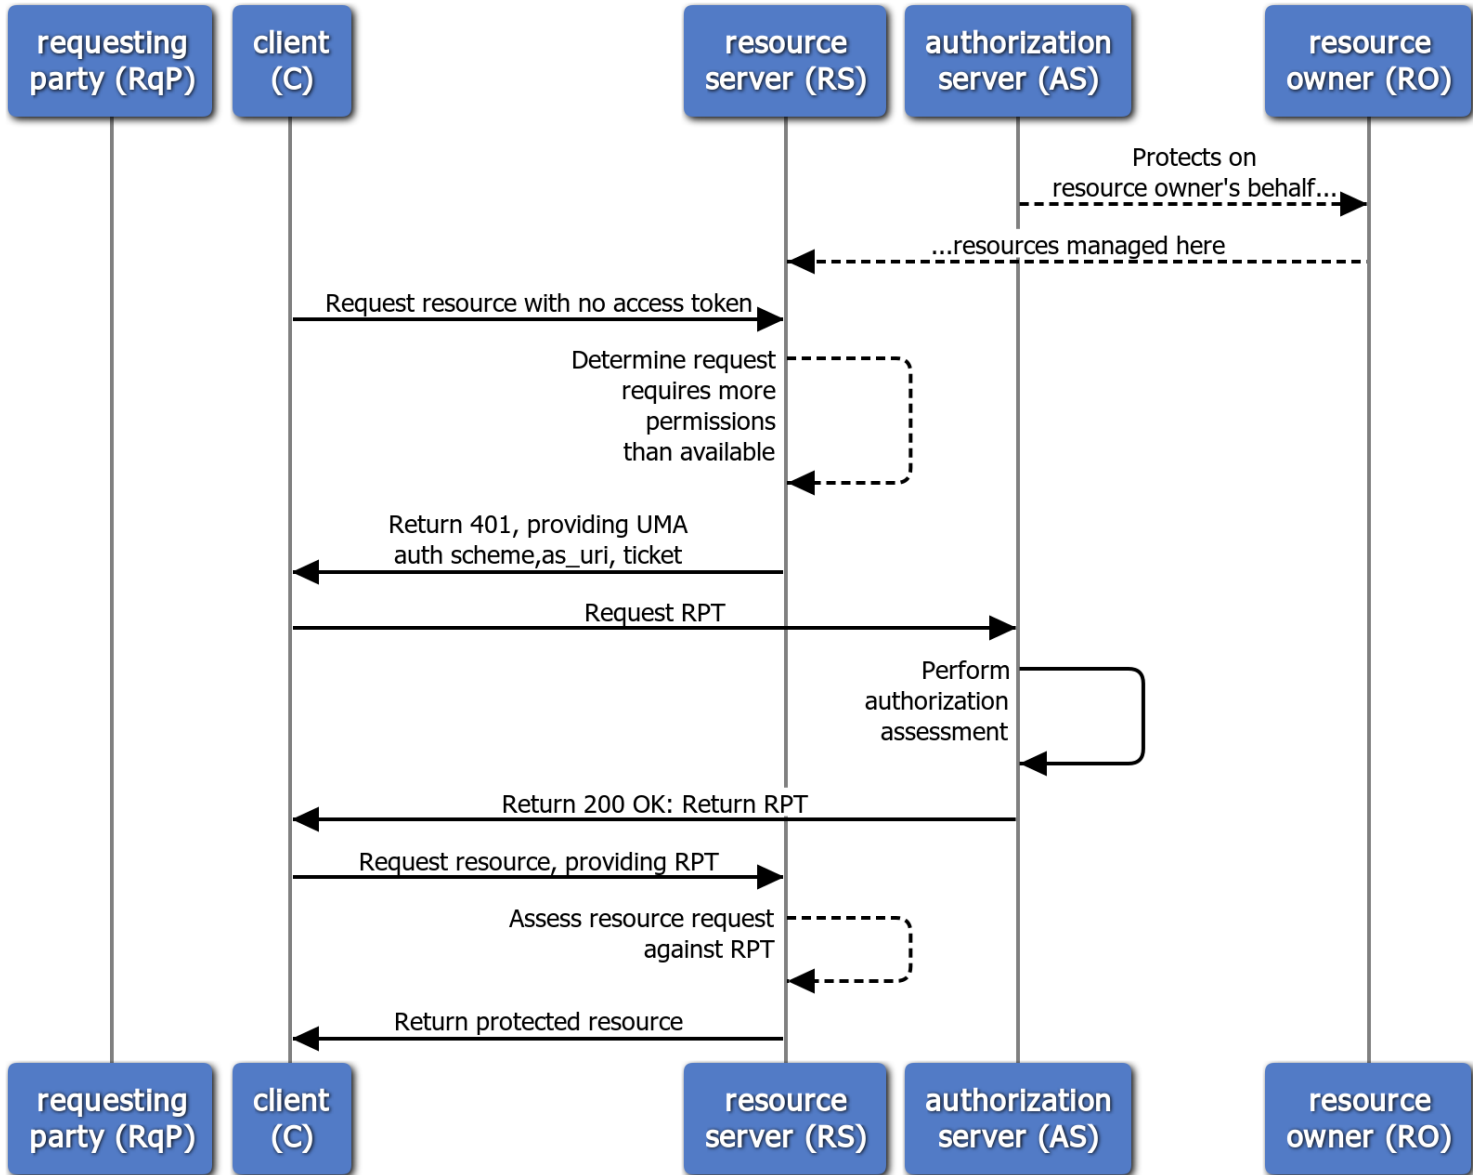 requesting
party (RqP)
client
(C)
resource
server (RS)
authorization
server (AS)
resource
owner (RO)
Protects on
resource owner's behalf...
...resources managed here
Request resource with no access token
Determine request
requires more
permissions
than available
Return 401, providing UMA
auth scheme,as_uri, ticket
Request RPT
Perform
authorization
assessment
Return 200 OK: Return RPT
Request resource, providing RPT
Assess resource request
against RPT
Return protected resource
requesting
party (RqP)
client
(C)
resource
server (RS)
authorization
server (AS)
resource
owner (RO)